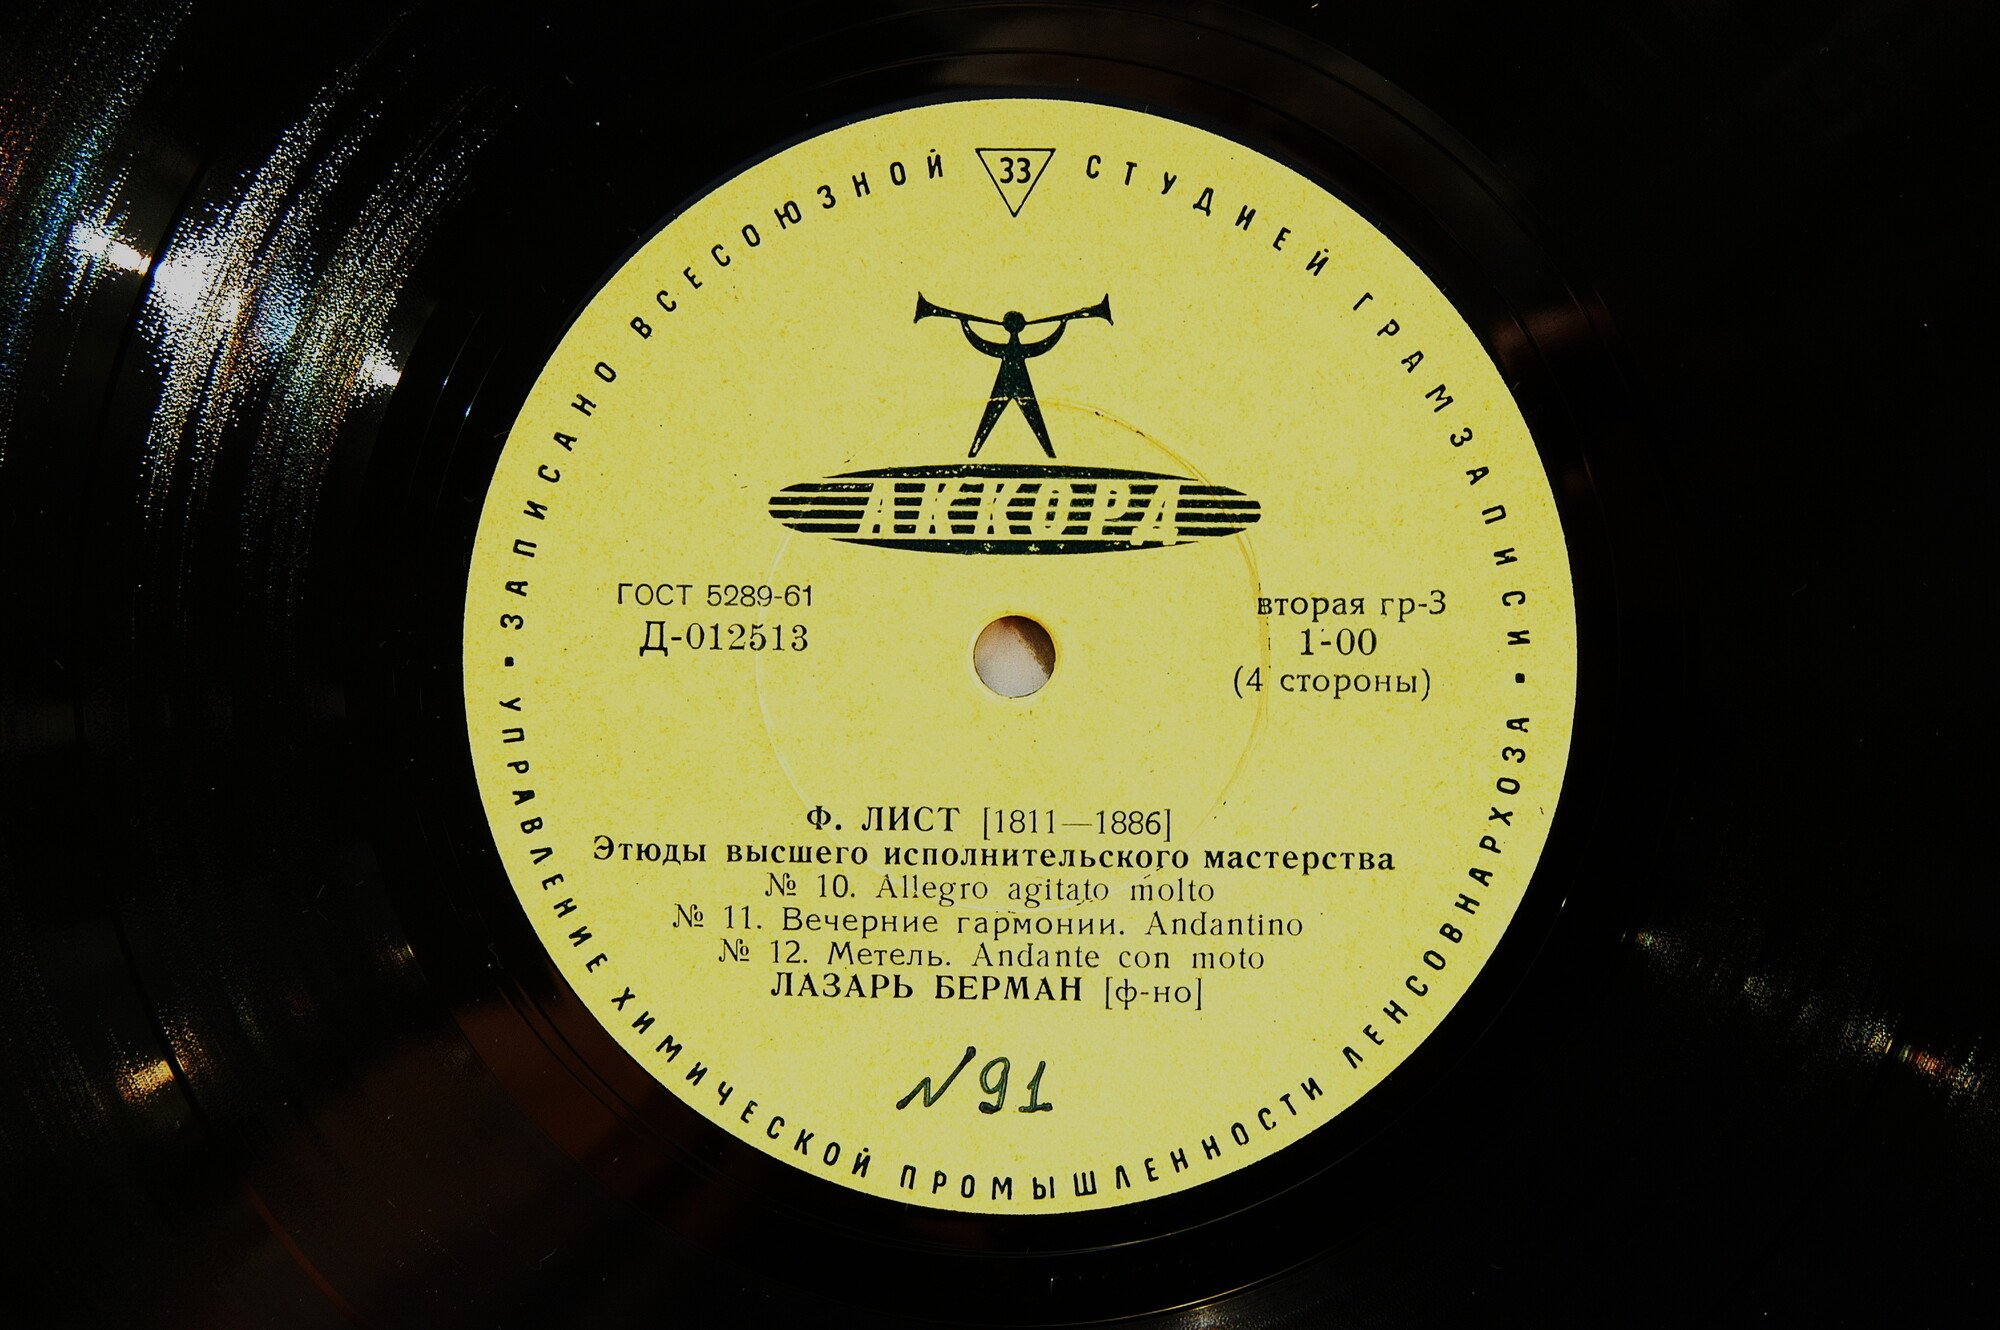 ЗАПИСАНО ВСЕСОЮЗНОЙ СТУДИЕЙ ГРАМЗАПИСИ
33
АККОРД
ГОСТ 5289-61
Д-012513
вторая гр-3
1-00
(4 стороны)
Ф. ЛИСТ [1811—1886]
Этюды высшего исполнительского мастерства
№ 10. Allegro agitato molto
№ 11. Вечерние гармонии. Andantino
№ 12. Метель. Andante con moto
ЛАЗАРЬ БЕРМАН [ф-но]
N 91
УПРАВЛЕНИЕ ХИМИЧЕСКОЙ ПРОМЫШЛЕННОСТИ ЛЕНСОВНАРХОЗА